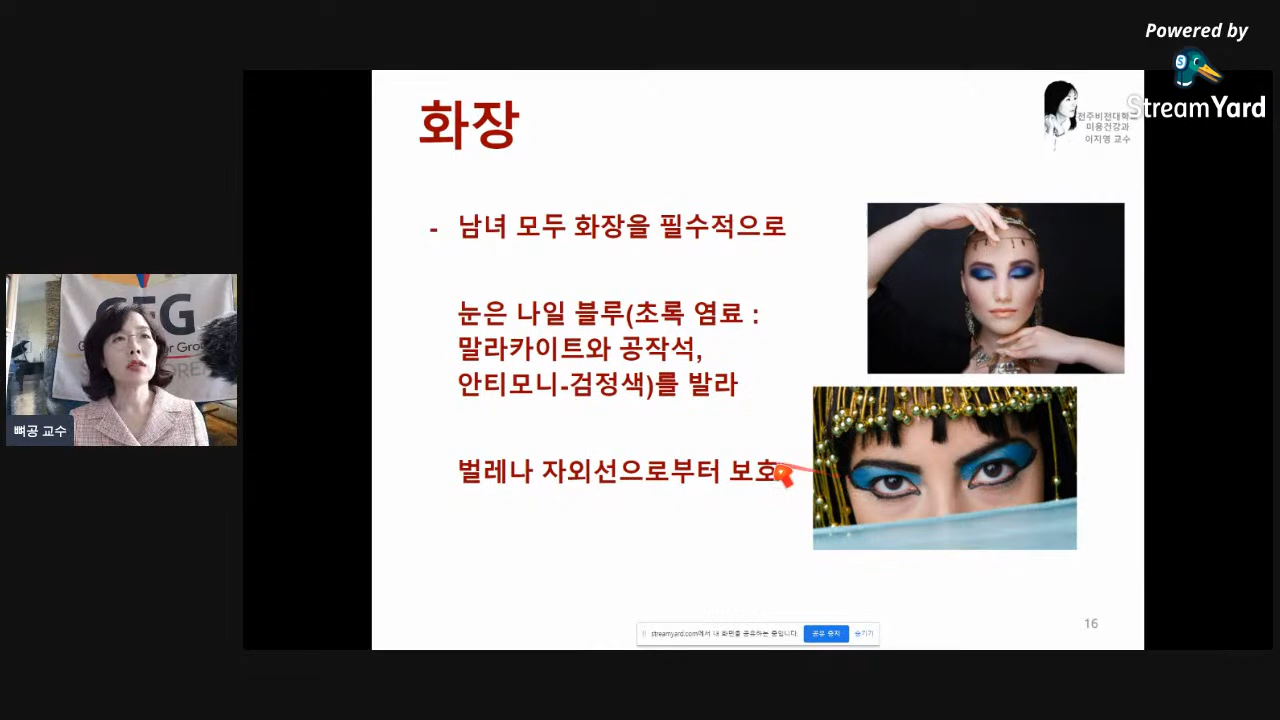 Powered by
StreamYard
화장
전주비전대학
미용건강과
이지영 교수
- 남녀 모두 화장을 필수적으로
눈은 나일 블루(초록 염료 :
말라카이트와 공작석,
안티모니-검정색)를 발라
벌레나 자외선으로부터 보호
GEG
뼈공 교수
streamyard.com에서 내 화면을 공유하는 중입니다.
공유 중지
숨기기
16